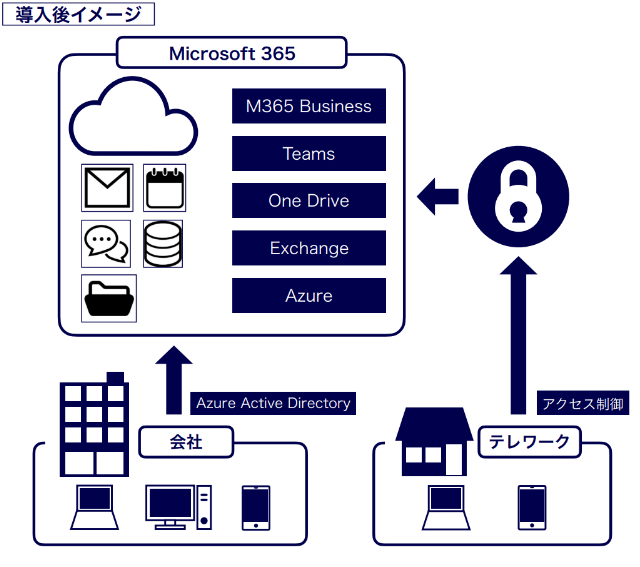 導入後イメージ
Microsoft 365
M365 Business
Teams
One Drive
Exchange
Azure
Azure Active Directory
アクセス制御
会社
テレワーク